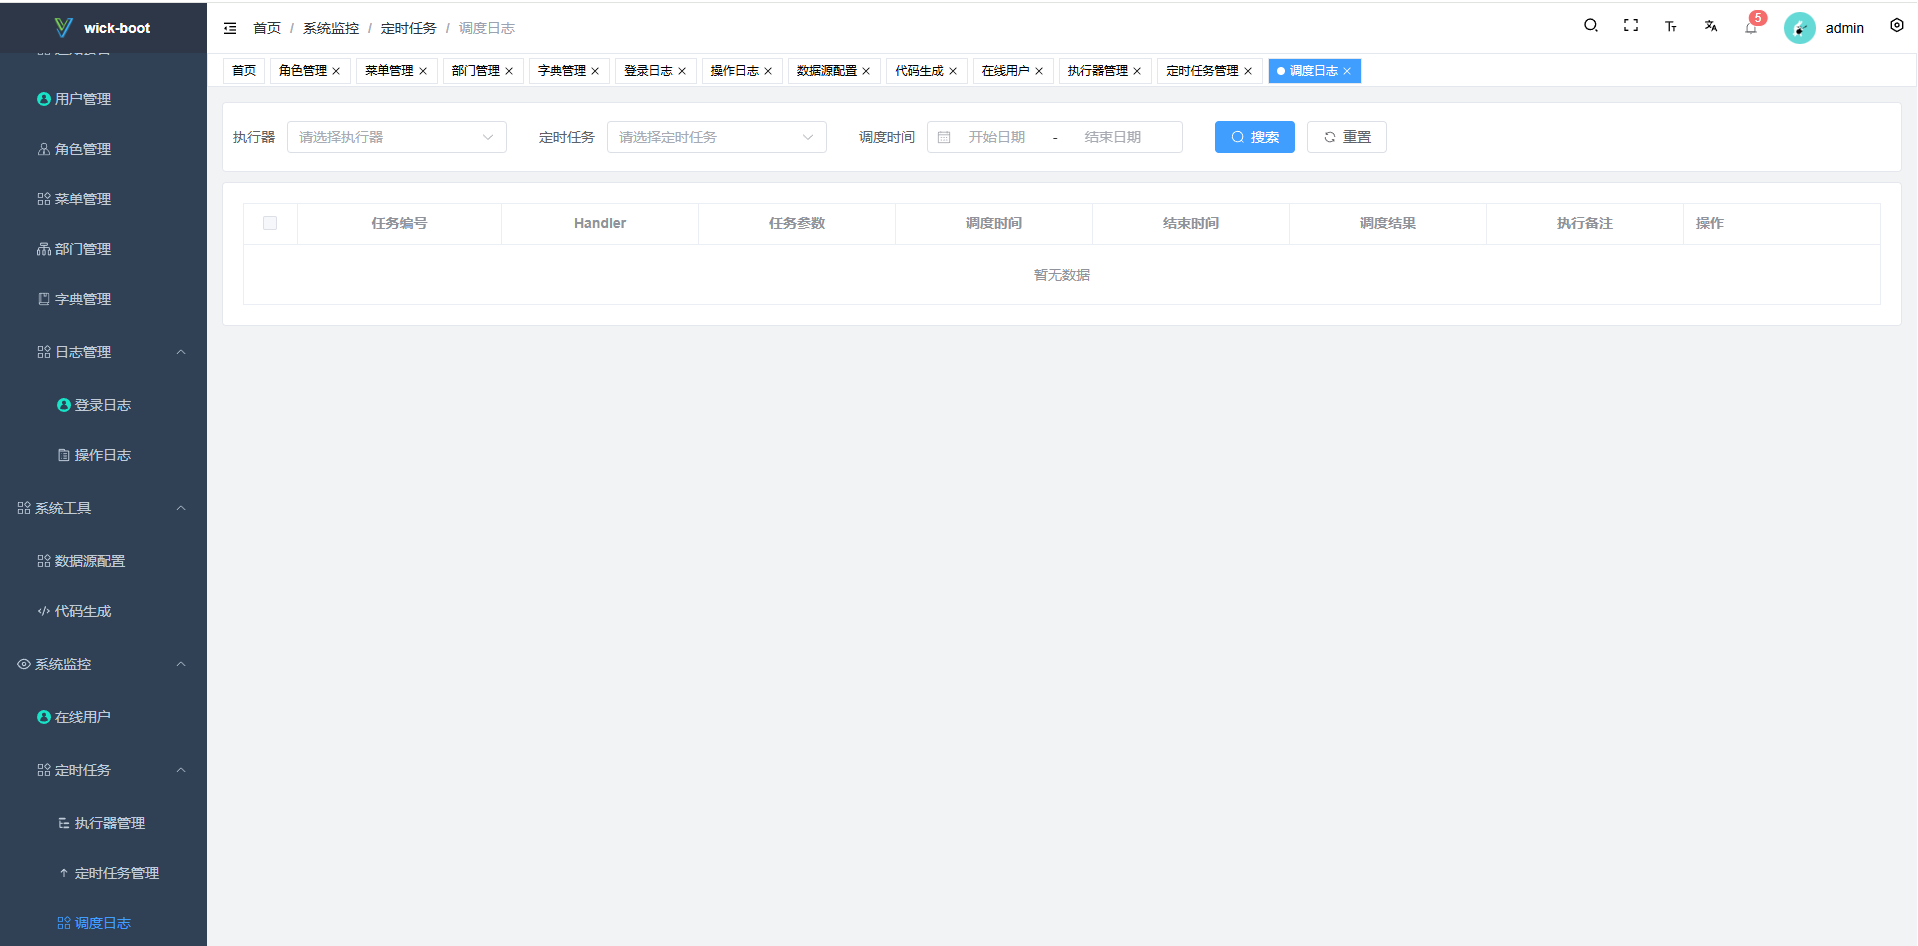 wick-boot
用户管理
角色管理
菜单管理
部门管理
字典管理
日志管理
登录日志
操作日志
系统工具
数据源配置
代码生成
系统监控
在线用户
定时任务
执行器管理
定时任务管理
调度日志
首页 / 系统监控 / 定时任务 / 调度日志
5
admin
首页 角色管理 菜单管理 部门管理 字典管理 登录日志 操作日志 数据源配置 代码生成 在线用户 执行器管理 定时任务管理 调度日志
执行器 请选择执行器 定时任务 请选择定时任务 调度时间 开始日期 - 结束日期 搜索 重置
任务编号 Handler 任务参数 调度时间 结束时间 调度结果 执行备注 操作
暂无数据